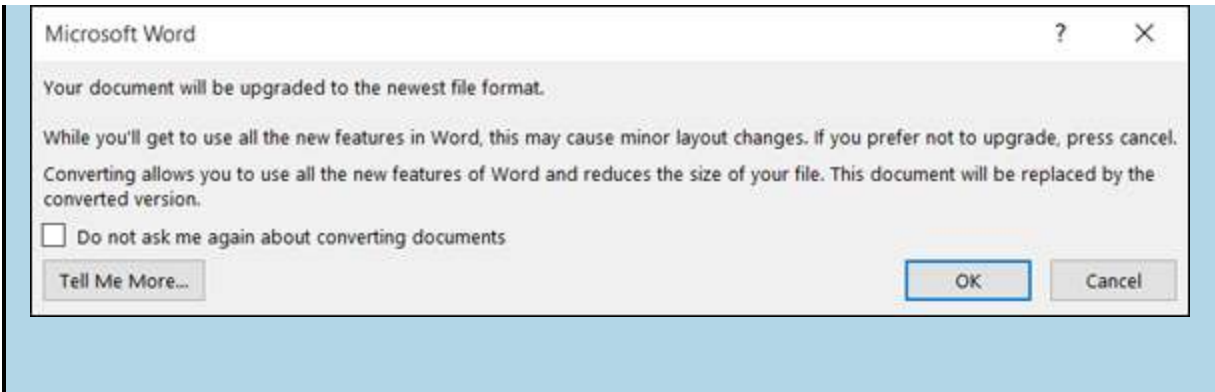 Microsoft Word
?
Your document will be upgraded to the newest file format.
While you'll get to use all the new features in Word, this may cause minor layout changes. If you prefer not to upgrade, press cancel.
Converting allows you to use all the new features of Word and reduces the size of your file. This document will be replaced by the
converted version.
Do not ask me again about converting documents
Tell Me More... OK Cancel